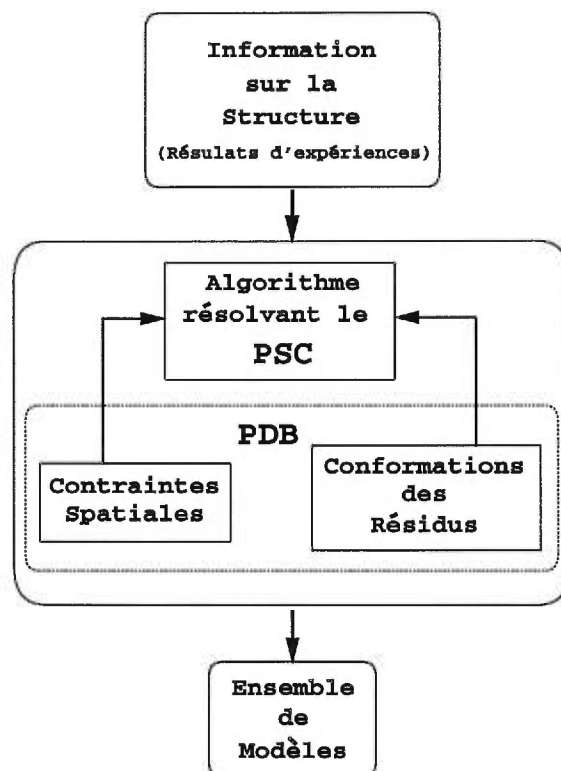 Information
sur la
Structure
(Résulats d'expériences)
Algorithme
résolvant le
PSC
PDB
Contraintes
Spatiales
Conformations
des
Résidus
Ensemble
de
Modèles